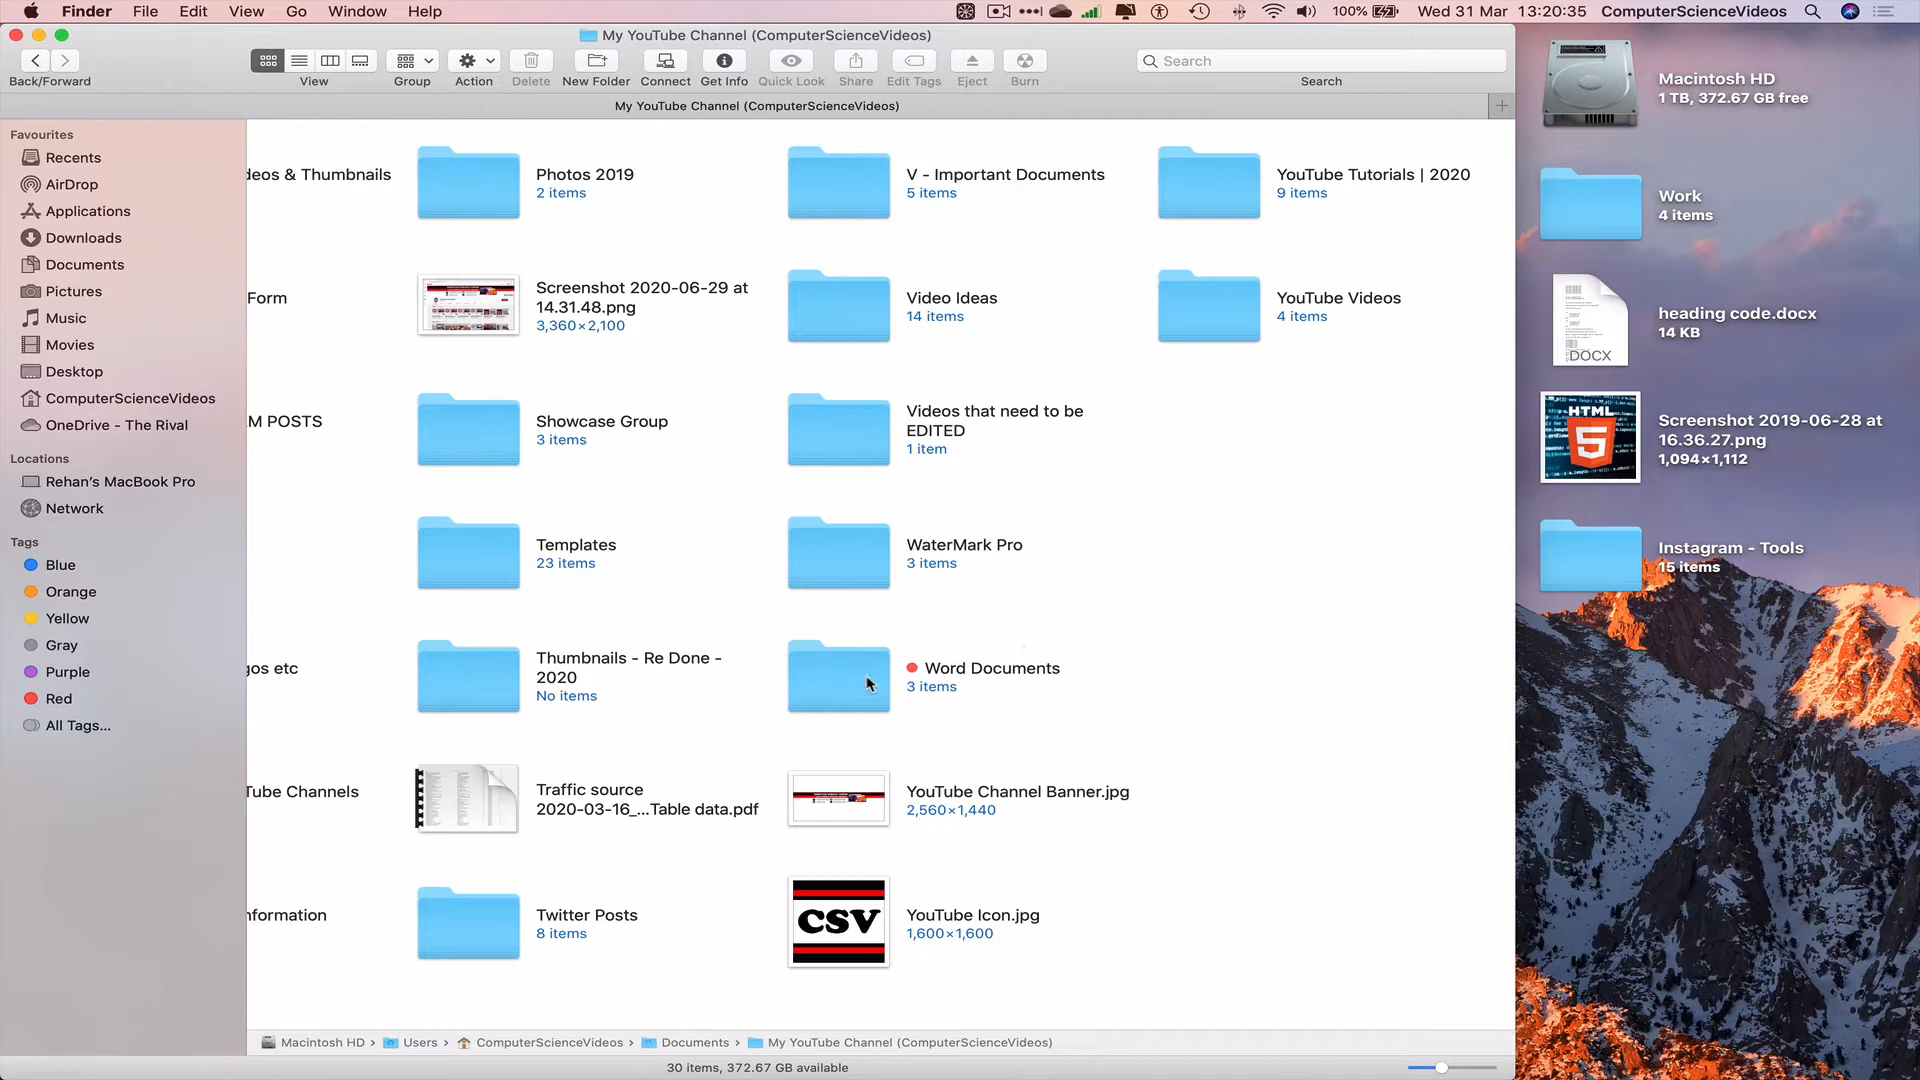 Finder File Edit View Go Window Help
100% Wed 31 Mar 13:20:35 ComputerScienceVideos
My YouTube Channel (ComputerScienceVideos)
Search
Back/Forward View Group Action Delete New Folder Connect Get Info Quick Look Share Edit Tags Eject Burn Search
My YouTube Channel (ComputerScienceVideos)
Favourites
Recents
AirDrop
Applications
Downloads
Documents
Pictures
Music
Movies
Desktop
ComputerScienceVideos
OneDrive - The Rival
Locations
Rehan's MacBook Pro
Network
Tags
Blue
Orange
Yellow
Gray
Purple
Red
All Tags...
deos & Thumbnails
Form
M POSTS
gos etc
Tube Channels
nformation
Photos 2019
2 items
Screenshot 2020-06-29 at
14.31.48.png
3,360×2,100
Showcase Group
3 items
Templates
23 items
Thumbnails - Re Done -
2020
No items
Traffic source
2020-03-16_...Table data.pdf
Twitter Posts
8 items
V - Important Documents
5 items
Video Ideas
14 items
Videos that need to be
EDITED
1 item
WaterMark Pro
3 items
Word Documents
3 items
YouTube Channel Banner.jpg
2,560×1,440
CSV
YouTube Icon.jpg
1,600×1,600
YouTube Tutorials | 2020
9 items
YouTube Videos
4 items
Macintosh HD › Users › ComputerScienceVideos › Documents › My YouTube Channel (ComputerScienceVideos)
30 items, 372.67 GB available
Macintosh HD
1 TB, 372.67 GB free
Work
4 items
DOCX
heading code.docx
14 KB
HTML
5
Screenshot 2019-06-28 at
16.36.27.png
1,094×1,112
Instagram - Tools
15 items